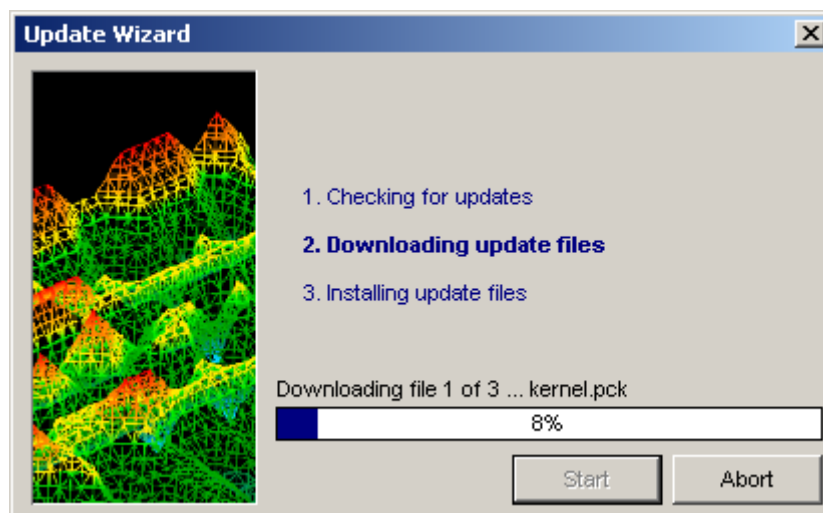 Update Wizard
1. Checking for updates
2. Downloading update files
3. Installing update files
Downloading file 1 of 3 ... kernel.pck
8%
Start Abort